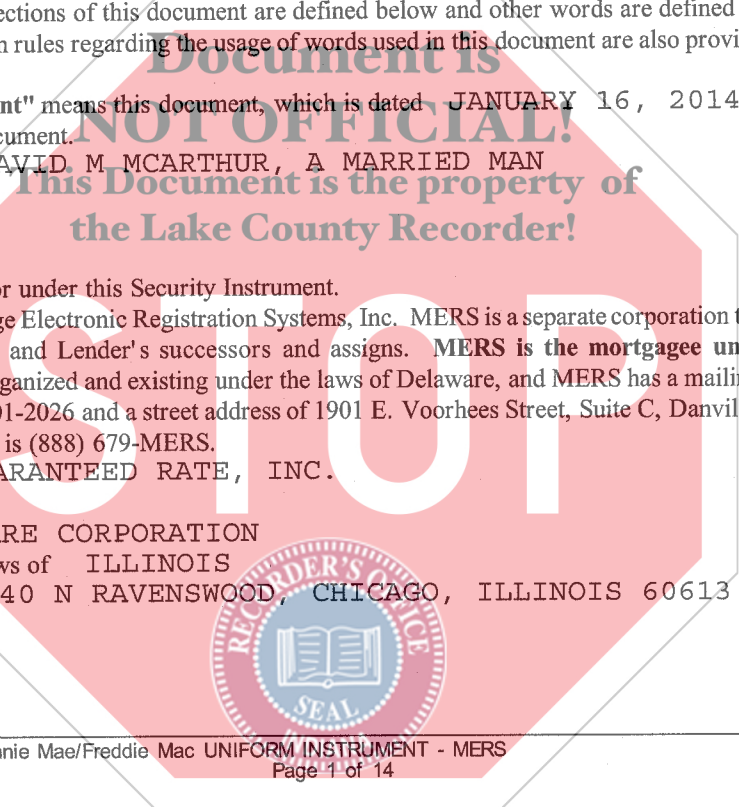 ections of this document are defined below and other words are defined
n rules regarding the usage of words used in this document are also provi
Document is
nt" means this document, which is dated JANUARY 16, 2014
NOT OFFICIAL!
cument.
AVID M MCARTHUR, A MARRIED MAN
This Document is the property of
the Lake County Recorder!
or under this Security Instrument.
ge Electronic Registration Systems, Inc. MERS is a separate corporation t
and Lender's successors and assigns. MERS is the mortgagee un
ganized and existing under the laws of Delaware, and MERS has a mailin
01-2026 and a street address of 1901 E. Voorhees Street, Suite C, Danvil
is (888) 679-MERS.
STOP
ARANTEED RATE, INC.
RE CORPORATION
ws of ILLINOIS
40 N RAVENSWOOD, CHICAGO, ILLINOIS 60613
RECORDER'S OFFICE
SEAL
nnie Mae/Freddie Mac UNIFORM INSTRUMENT - MERS
Page 1 of 14